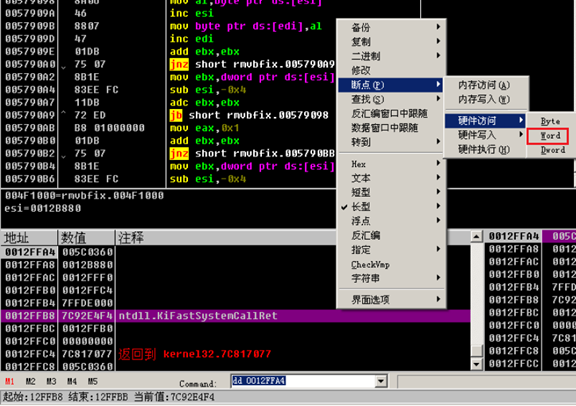 00579098 8A06 mov al,byte ptr ds:[esi]
0057909A 46 inc esi
0057909B 8807 mov byte ptr ds:[edi],al
0057909D 47 inc edi
0057909E 01DB add ebx,ebx
005790A0 75 07 jnz short rmvbfix.005790A9
005790A2 8B1E mov ebx,dword ptr ds:[esi]
005790A4 83EE FC sub esi,-0x4
005790A7 11DB adc ebx,ebx
005790A9 72 ED jb short rmvbfix.00579098
005790AB B8 01000000 mov eax,0x1
005790B0 01DB add ebx,ebx
005790B2 75 07 jnz short rmvbfix.005790BB
005790B4 8B1E mov ebx,dword ptr ds:[esi]
005790B6 83EE FC sub esi,-0x4
004F1000=rmvbfix.004F1000
esi=0012B880
备份
复制
二进制
修改
断点(P)
查找(S)
反汇编窗口中跟随
数据窗口中跟随
转到
Hex
文本
短型
长型
浮点
反汇编
指定
CheckVmp
字符串
界面选项
内存访问(A)
内存写入(W)
硬件访问
硬件写入
硬件执行(H)
Byte
Word
Dword
地址 数值 注释
0012FFA4 005C0360
0012FFA8 0012B880
0012FFAC 0012FFF0
0012FFB0 0012FFC4
0012FFB4 7FFDE000
0012FFB8 7C92E4F4 ntdll.KiFastSystemCallRet
0012FFBC 0012FFB0
0012FFC0 00000000
0012FFC4 7C817077 返回到 kernel32.7C817077
0012FFC8 005C0360
0012FFA4 005C
0012FFA8 0012
0012FFAC 0012
0012FFB0 0012
0012FFB4 7FFD
0012FFB8 7C92
0012FFBC 0012
0012FFC0 0000
0012FFC4 7C81
0012FFC8 005C
0012FFCC 0012
M1 M2 M3 M4 M5 Command: dd 0012FFA4
起始:12FFB8 结束:12FFBB 当前值:7C92E4F4